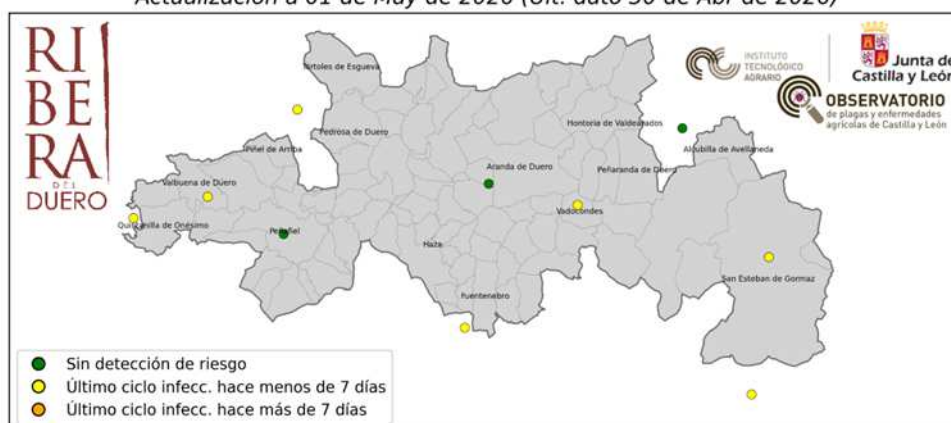 Actualización a 01 de May de 2026 (Últ. dato 30 de Abr de 2026)
RI
BE
RA
DEL
DUERO
INSTITUTO
TECNOLÓGICO
AGRARIO
Junta de
Castilla y León
OBSERVATORIO
de plagas y enfermedades
agrícolas de Castilla y León
Tórtoles de Esgueva
Pedrosa de Duero
Hontoria de Valdearados
Piñel de Arriba
Alcubilla de Avellaneda
Aranda de Duero
Peñaranda de Duero
Valbuena de Duero
Vadocondes
Quintanilla de Onésimo
Peñafiel
Haza
San Esteban de Gormaz
Fuentenebro
Sin detección de riesgo
Último ciclo infecc. hace menos de 7 días
Último ciclo infecc. hace más de 7 días